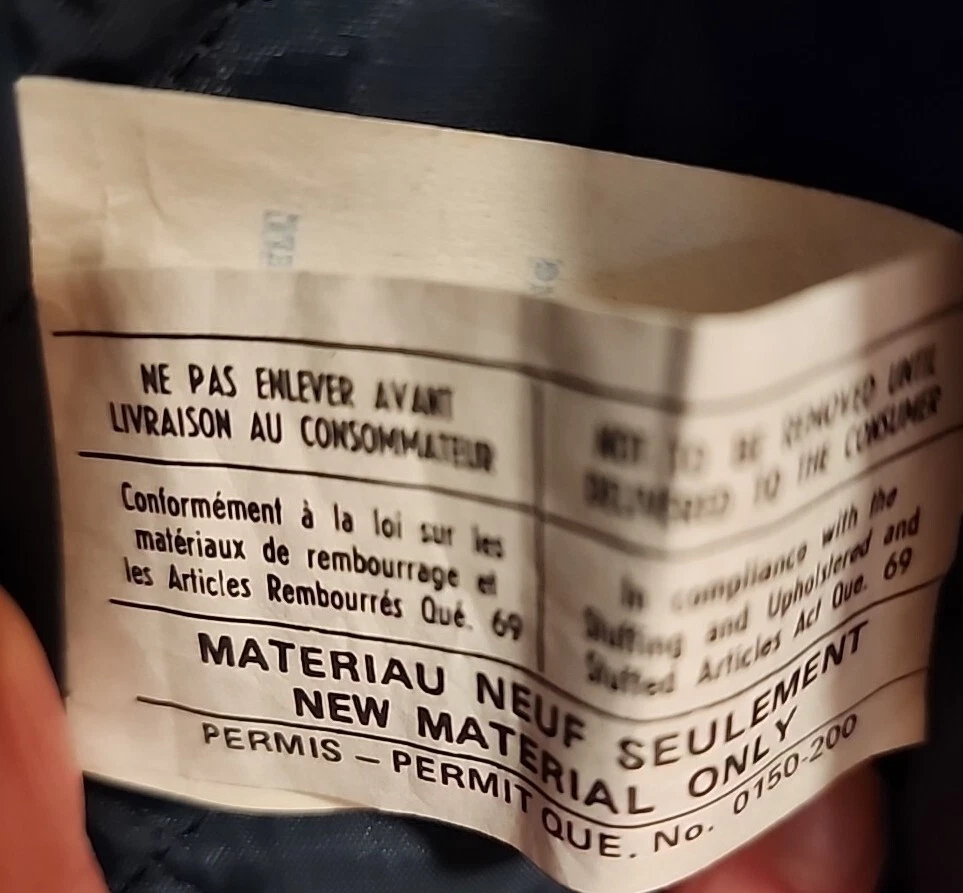 NE PAS ENLEVER AVANT
LIVRAISON AU CONSOMMATEUR
NOT TO BE REMOVED UNTIL
DELIVERED TO THE CONSUMER
Conformément à la loi sur les
matériaux de rembourrage et
les Articles Rembourrés Qué. 69
In compliance with the
Stuffing and Upholstered and
Stuffed Articles Act Que. 69
MATERIAU NEUF SEULEMENT
NEW MATERIAL ONLY
PERMIS – PERMIT QUE. No. 0150-200